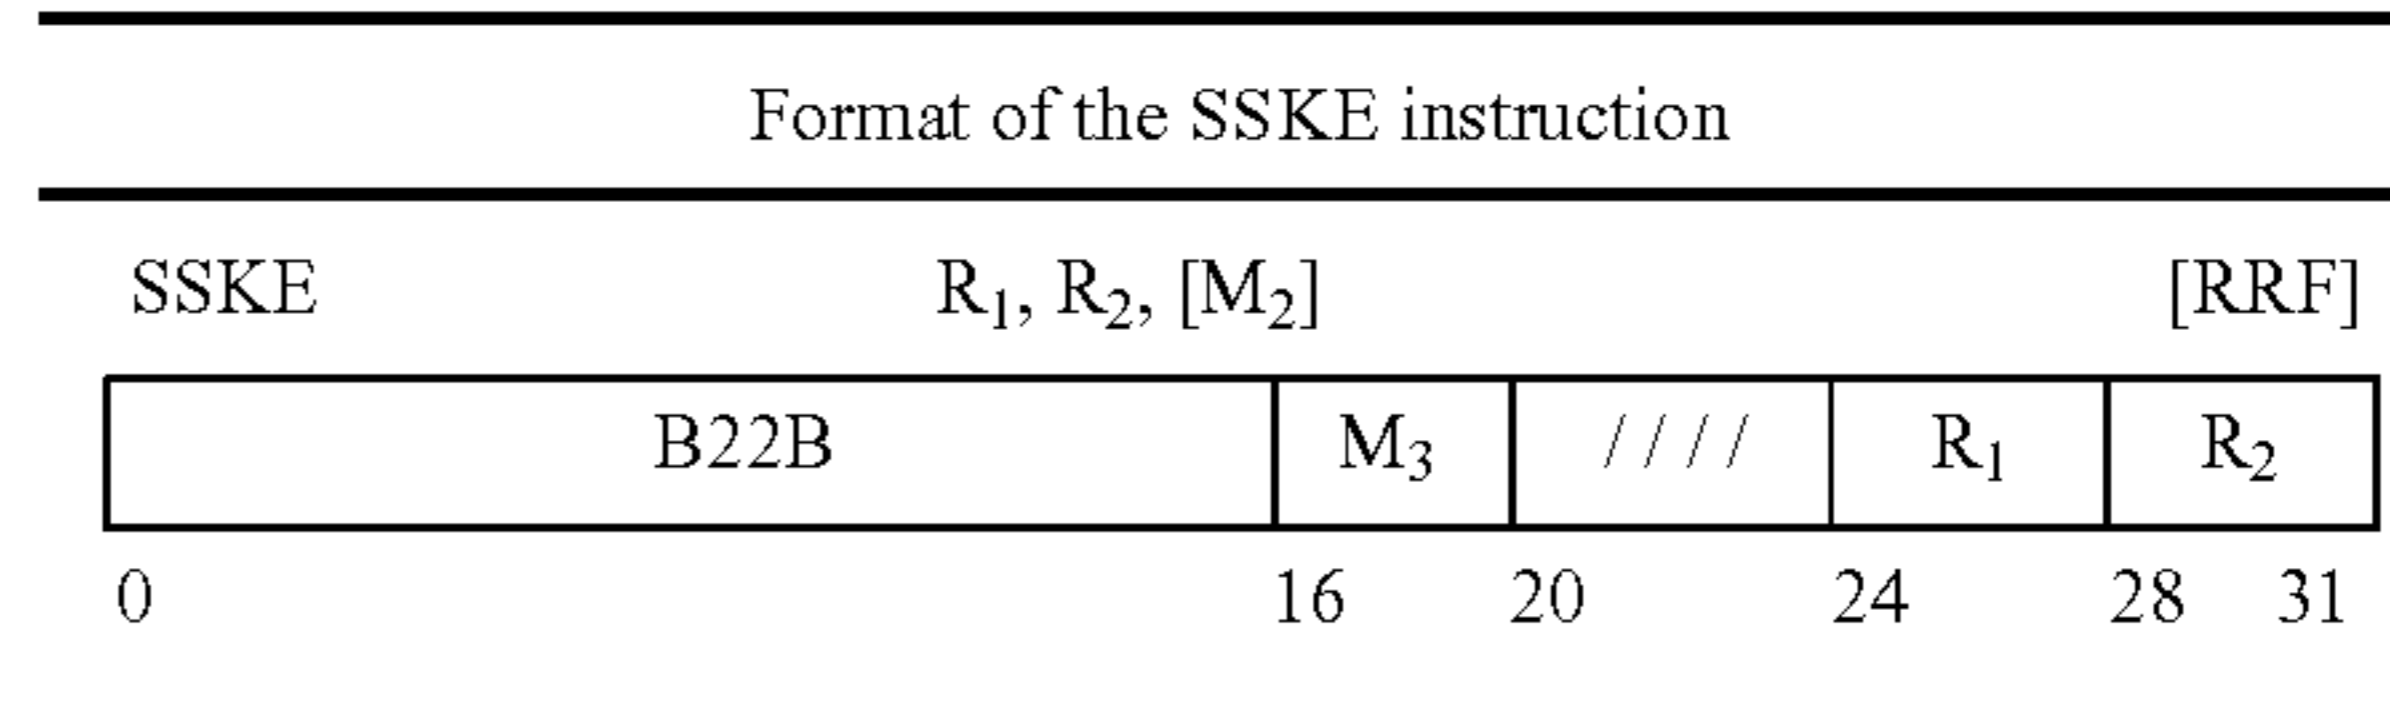 Format of the SSKE instruction
SSKE R₁, R₂, [M₂] [RRF]
B22B M₃ / / / / R₁ R₂
0 16 20 24 28 31